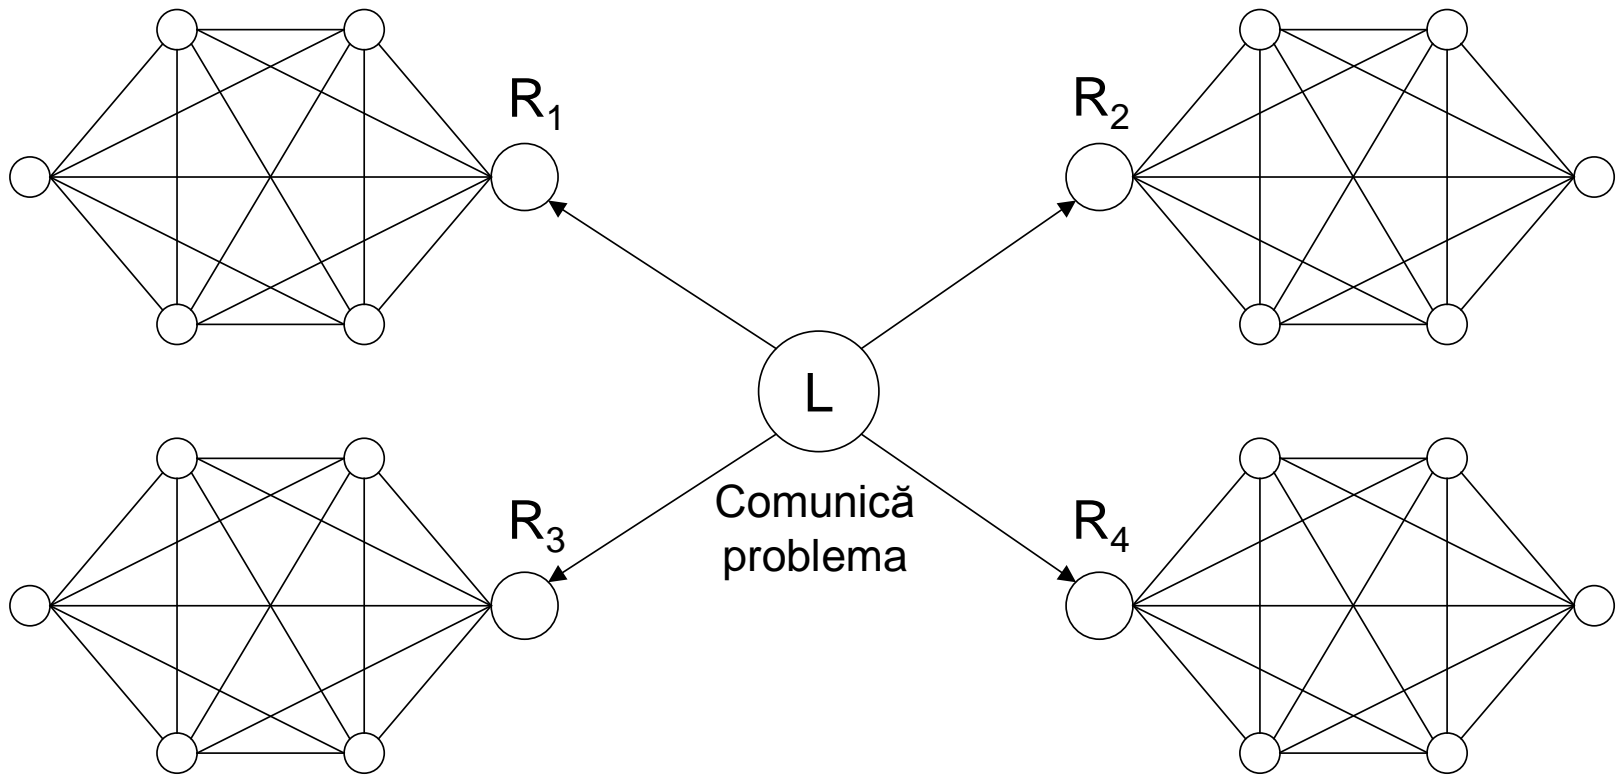 R₁
R₂
L
Comunică
problema
R₃
R₄